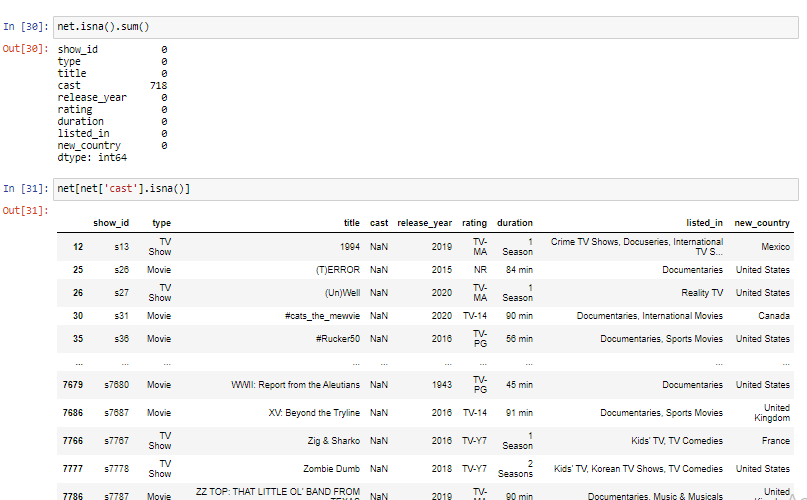 In [30]: net.isna().sum()
Out[30]: show_id 0
type 0
title 0
cast 718
release_year 0
rating 0
duration 0
listed_in 0
new_country 0
dtype: int64
In [31]: net[net['cast'].isna()]
Out[31]:
show_id type title cast release_year rating duration listed_in new_country
12 s13 TV Show 1994 NaN 2019 TV-MA 1 Season Crime TV Shows, Docuseries, International TV S... Mexico
25 s26 Movie (T)ERROR NaN 2015 NR 84 min Documentaries United States
26 s27 TV Show (Un)Well NaN 2020 TV-MA 1 Season Reality TV United States
30 s31 Movie #cats_the_mewvie NaN 2020 TV-14 90 min Documentaries, International Movies Canada
35 s36 Movie #Rucker50 NaN 2016 TV-PG 56 min Documentaries, Sports Movies United States
... ... ... ... ... ... ... ... ... ...
7679 s7680 Movie WWII: Report from the Aleutians NaN 1943 TV-PG 45 min Documentaries United States
7686 s7687 Movie XV: Beyond the Tryline NaN 2016 TV-14 91 min Documentaries, Sports Movies United Kingdom
7766 s7767 TV Show Zig & Sharko NaN 2016 TV-Y7 1 Season Kids' TV, TV Comedies France
7777 s7778 TV Show Zombie Dumb NaN 2018 TV-Y7 2 Seasons Kids' TV, Korean TV Shows, TV Comedies United States
7786 s7787 Movie ZZ TOP: THAT LITTLE OL' BAND FROM NaN 2019 TV- 90 min Documentaries, Music & Musicals United